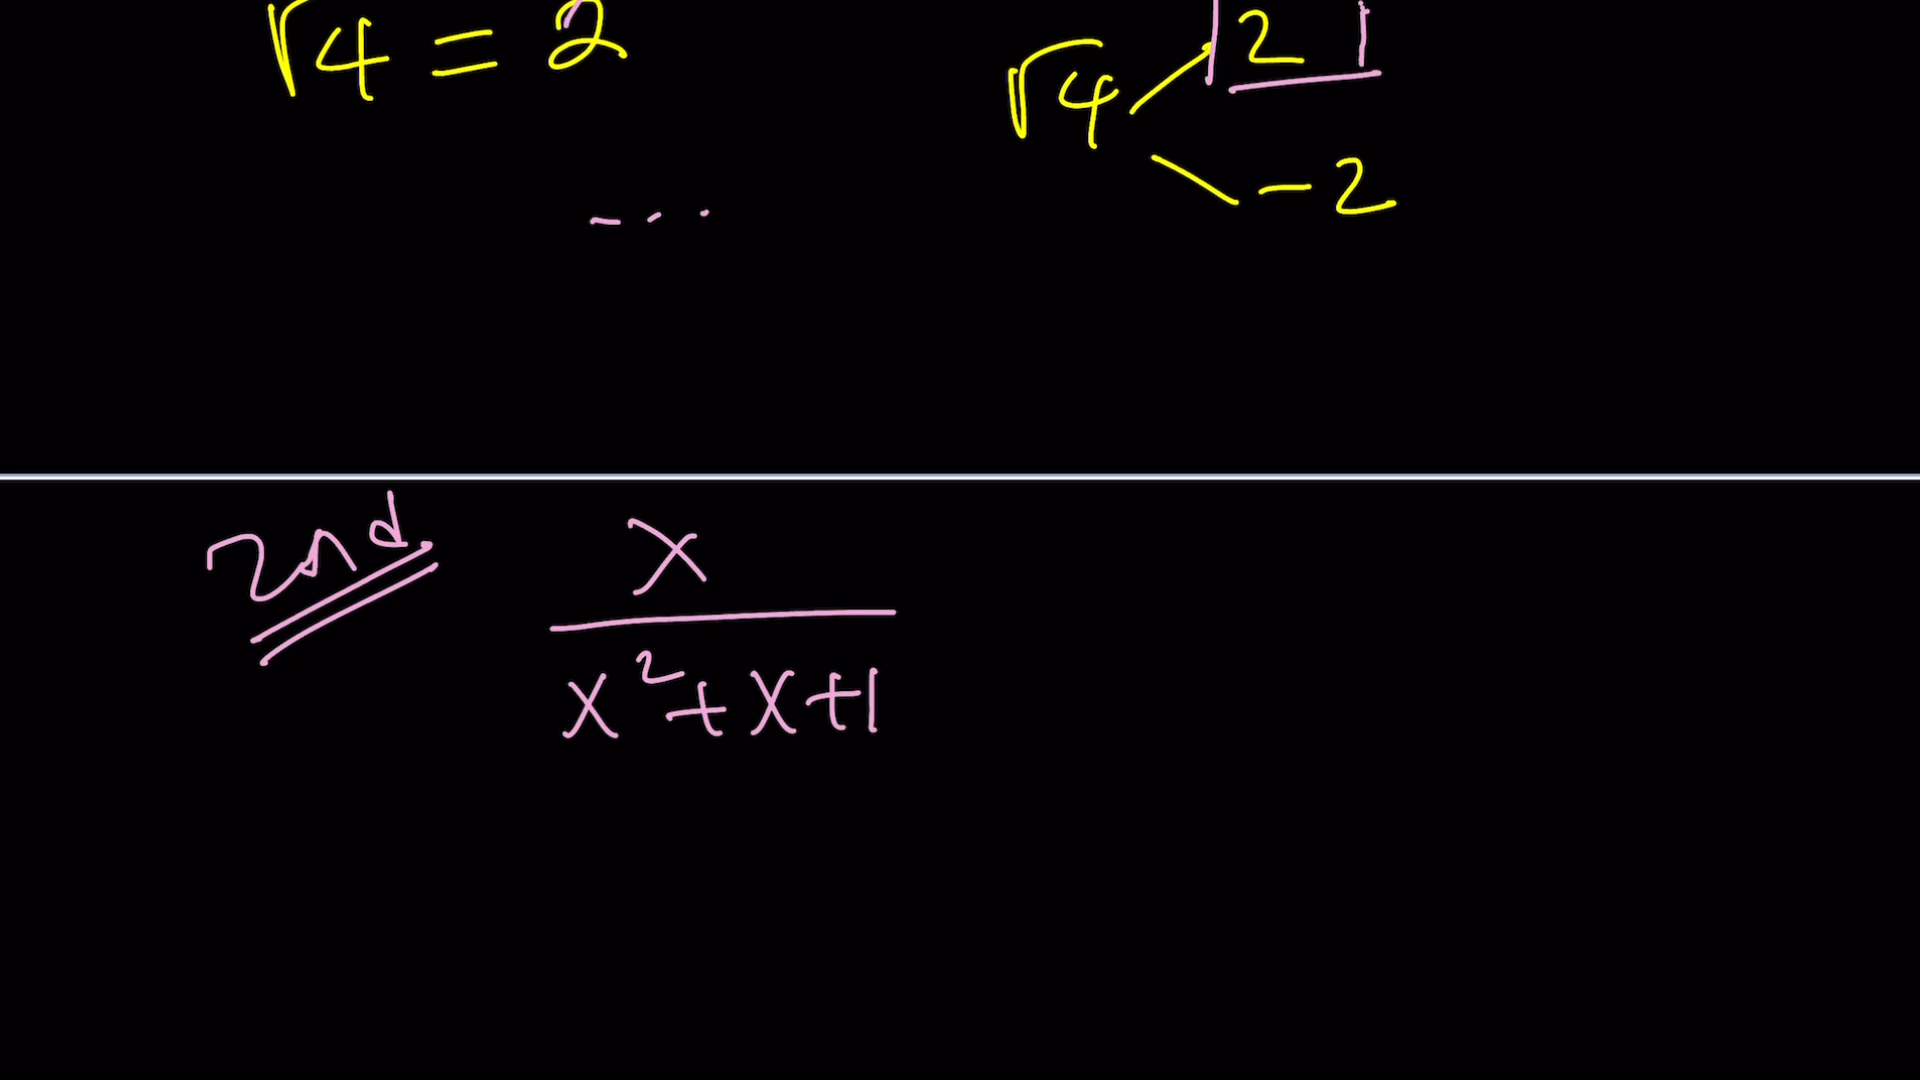 √4 = 2
√4 |2|
-2
- - .
2nd x
x²+x+1